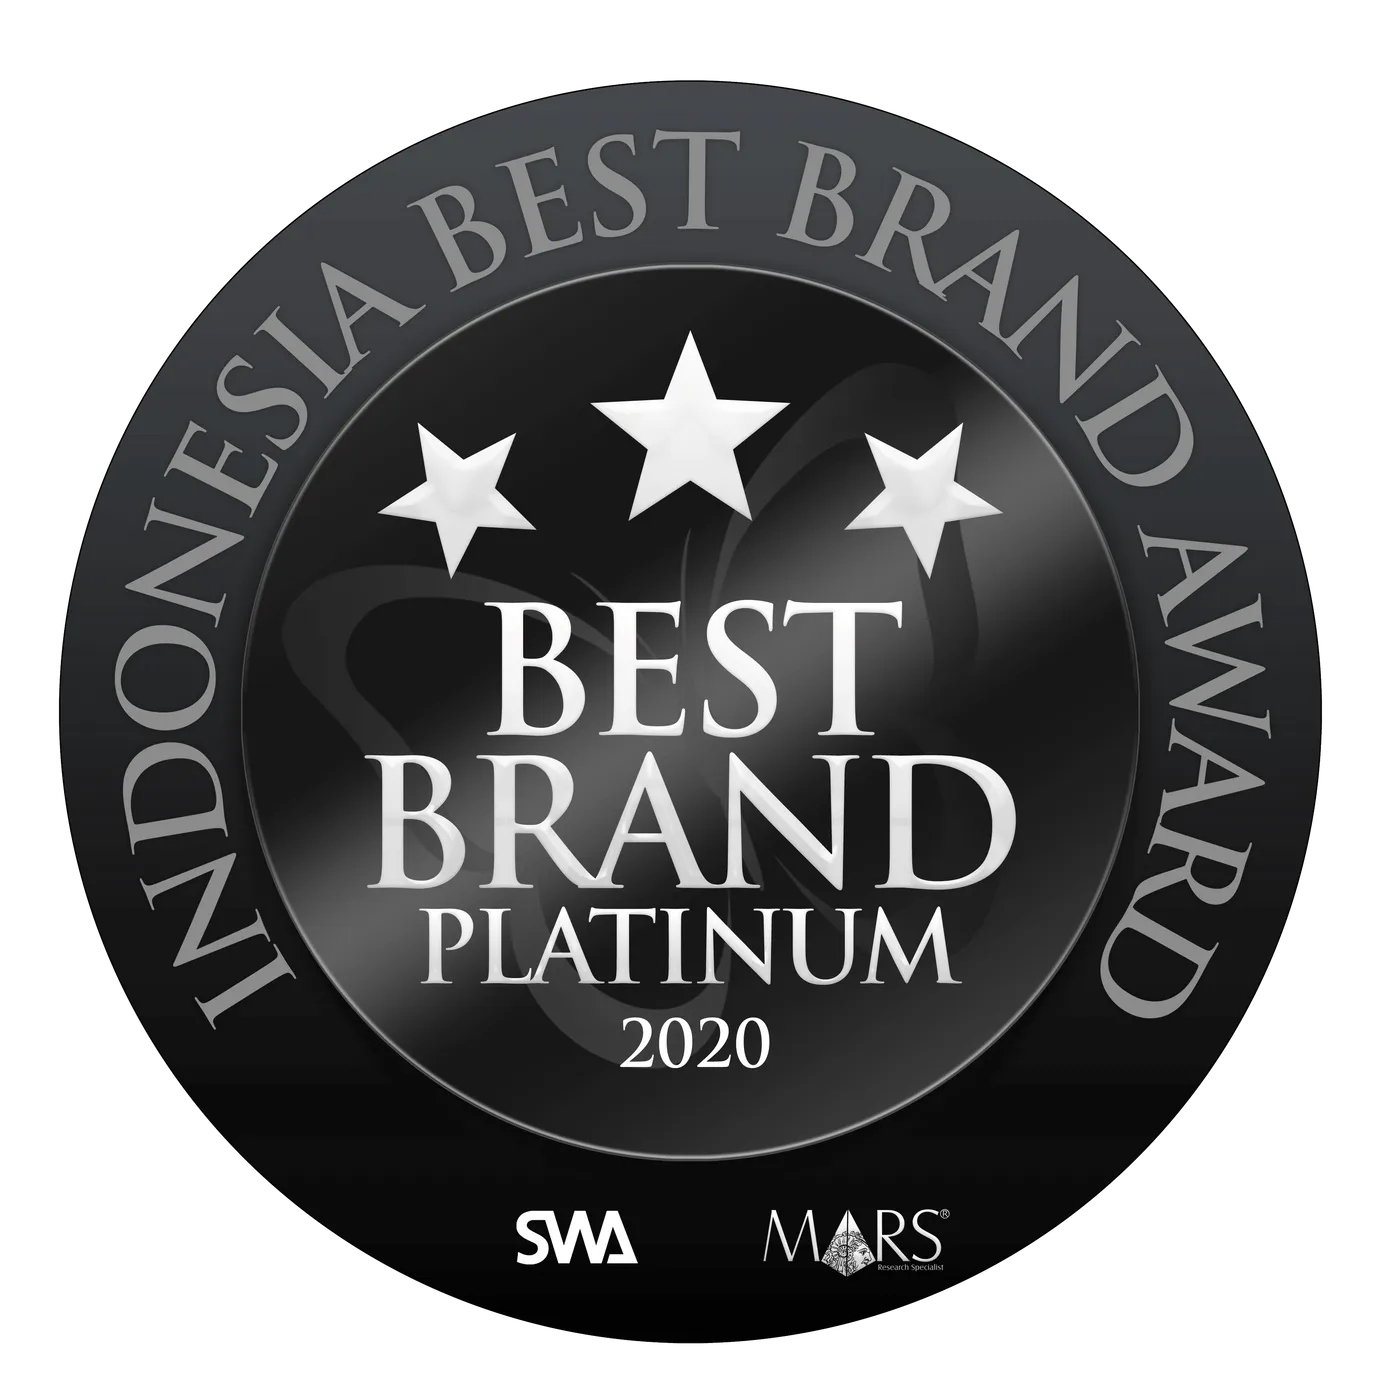 INDONESIA BEST BRAND AWARD
BEST
BRAND
PLATINUM
2020
SWA
MARS®
Research Specialist